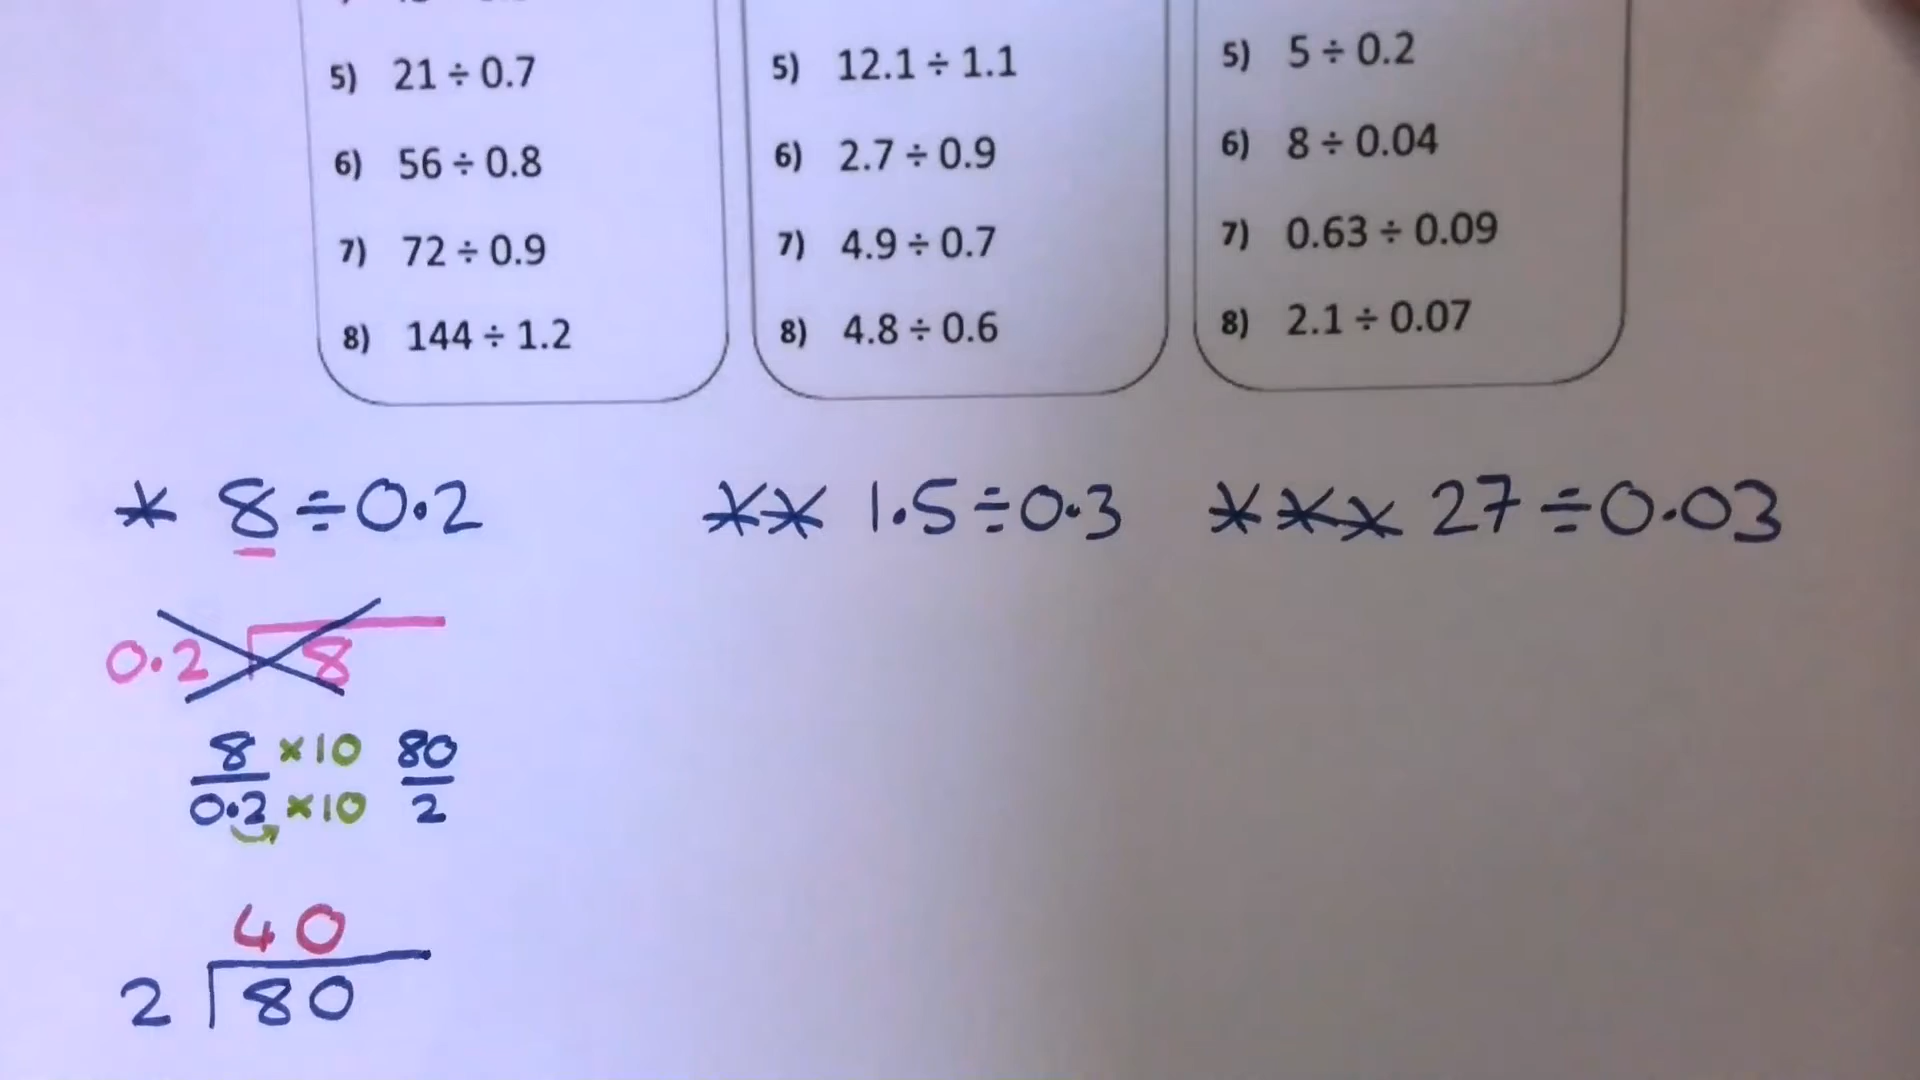 5) 21 ÷ 0.7
6) 56 ÷ 0.8
7) 72 ÷ 0.9
8) 144 ÷ 1.2
5) 12.1 ÷ 1.1
6) 2.7 ÷ 0.9
7) 4.9 ÷ 0.7
8) 4.8 ÷ 0.6
5) 5 ÷ 0.2
6) 8 ÷ 0.04
7) 0.63 ÷ 0.09
8) 2.1 ÷ 0.07
* 8 ÷ 0.2
0.2 8
8 ×10 80
0.2 ×10 2
40
2 80
** 1.5 ÷ 0.3
*** 27 ÷ 0.03